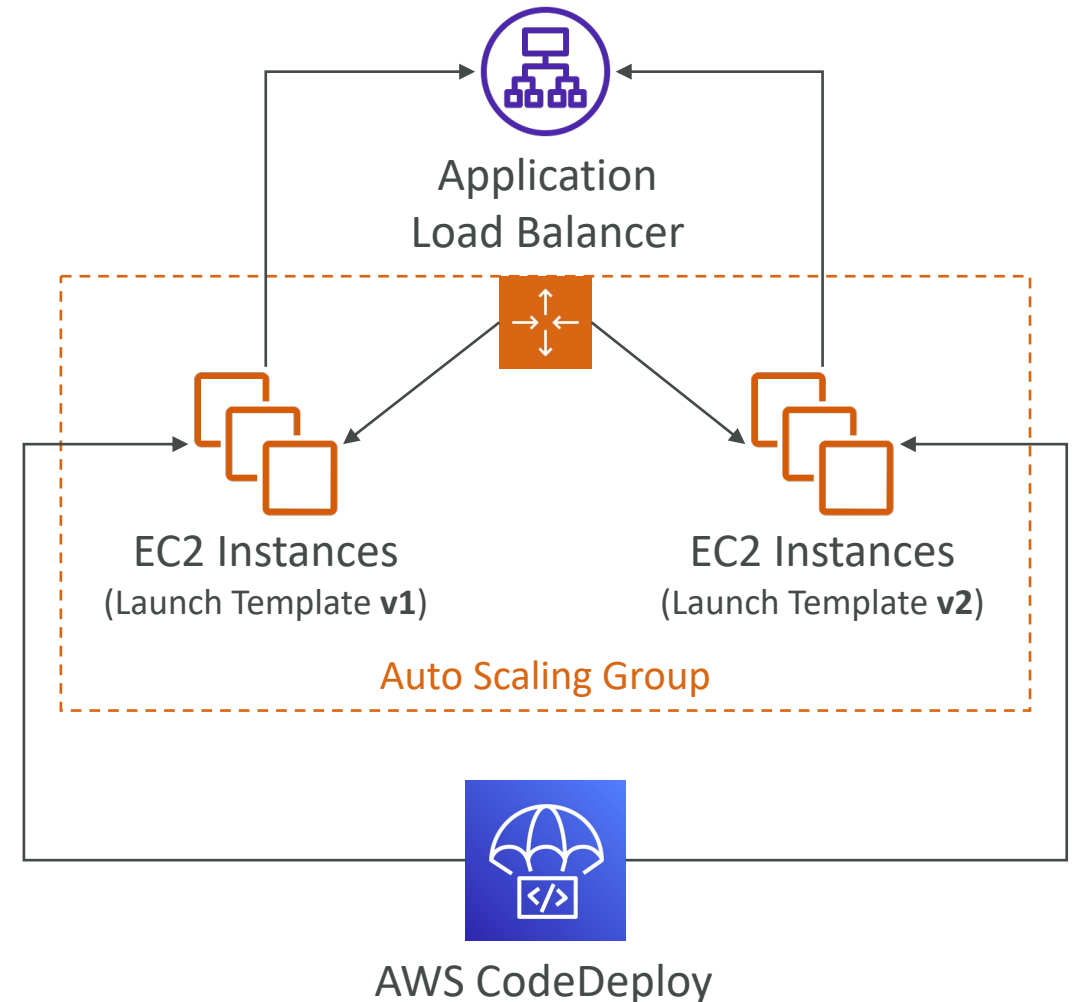 Application
Load Balancer
EC2 Instances
(Launch Template v1)
EC2 Instances
(Launch Template v2)
Auto Scaling Group
</>
AWS CodeDeploy